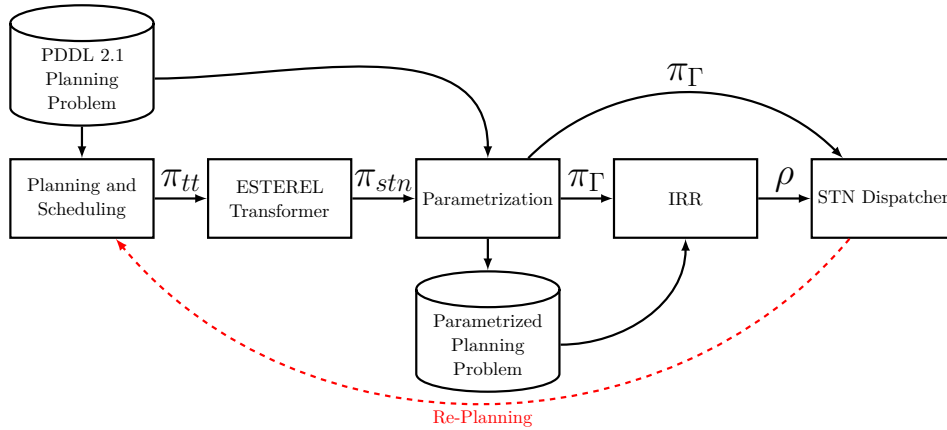 PDDL 2.1
Planning
Problem
π_Γ
Planning and
Scheduling
π_tt
ESTEREL
Transformer
π_stn
Parametrization
π_Γ
IRR
ρ
STN Dispatcher
Parametrized
Planning
Problem
Re-Planning